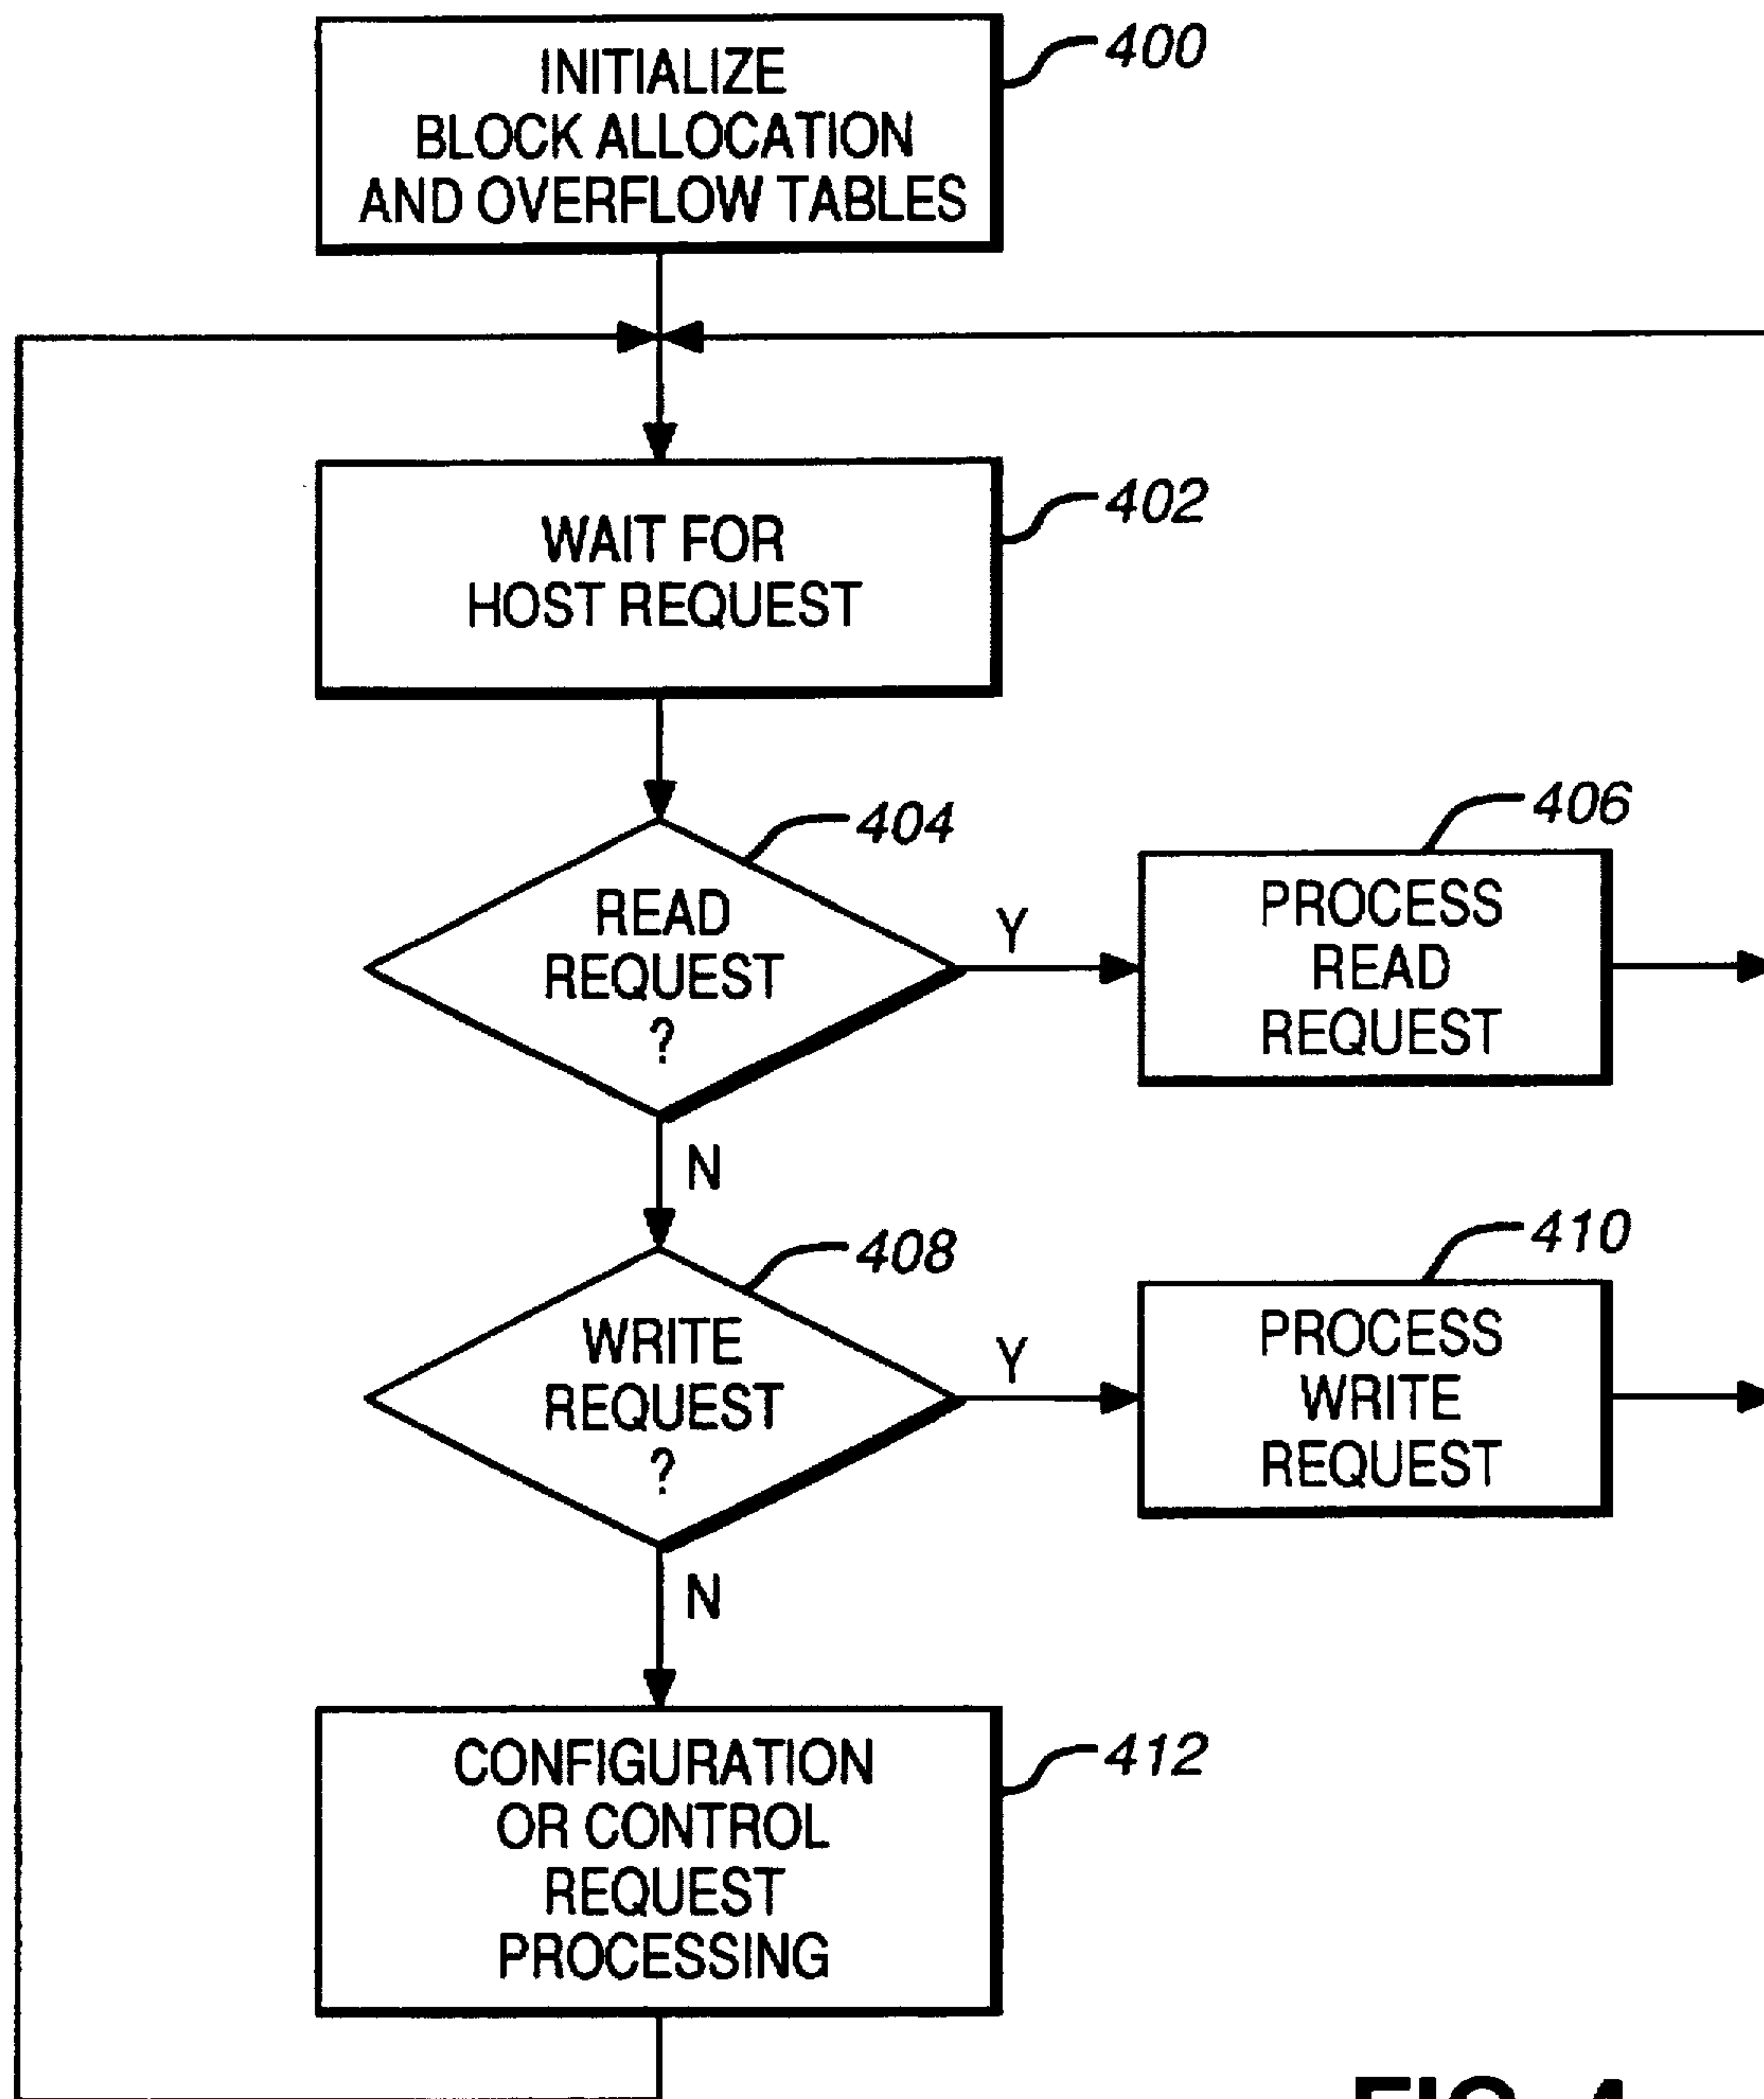 INITIALIZE
BLOCK ALLOCATION
AND OVERFLOW TABLES
400
WAIT FOR
HOST REQUEST
402
READ
REQUEST
?
404
Y
PROCESS
READ
REQUEST
406
N
WRITE
REQUEST
?
408
Y
PROCESS
WRITE
REQUEST
410
N
CONFIGURATION
OR CONTROL
REQUEST
PROCESSING
412